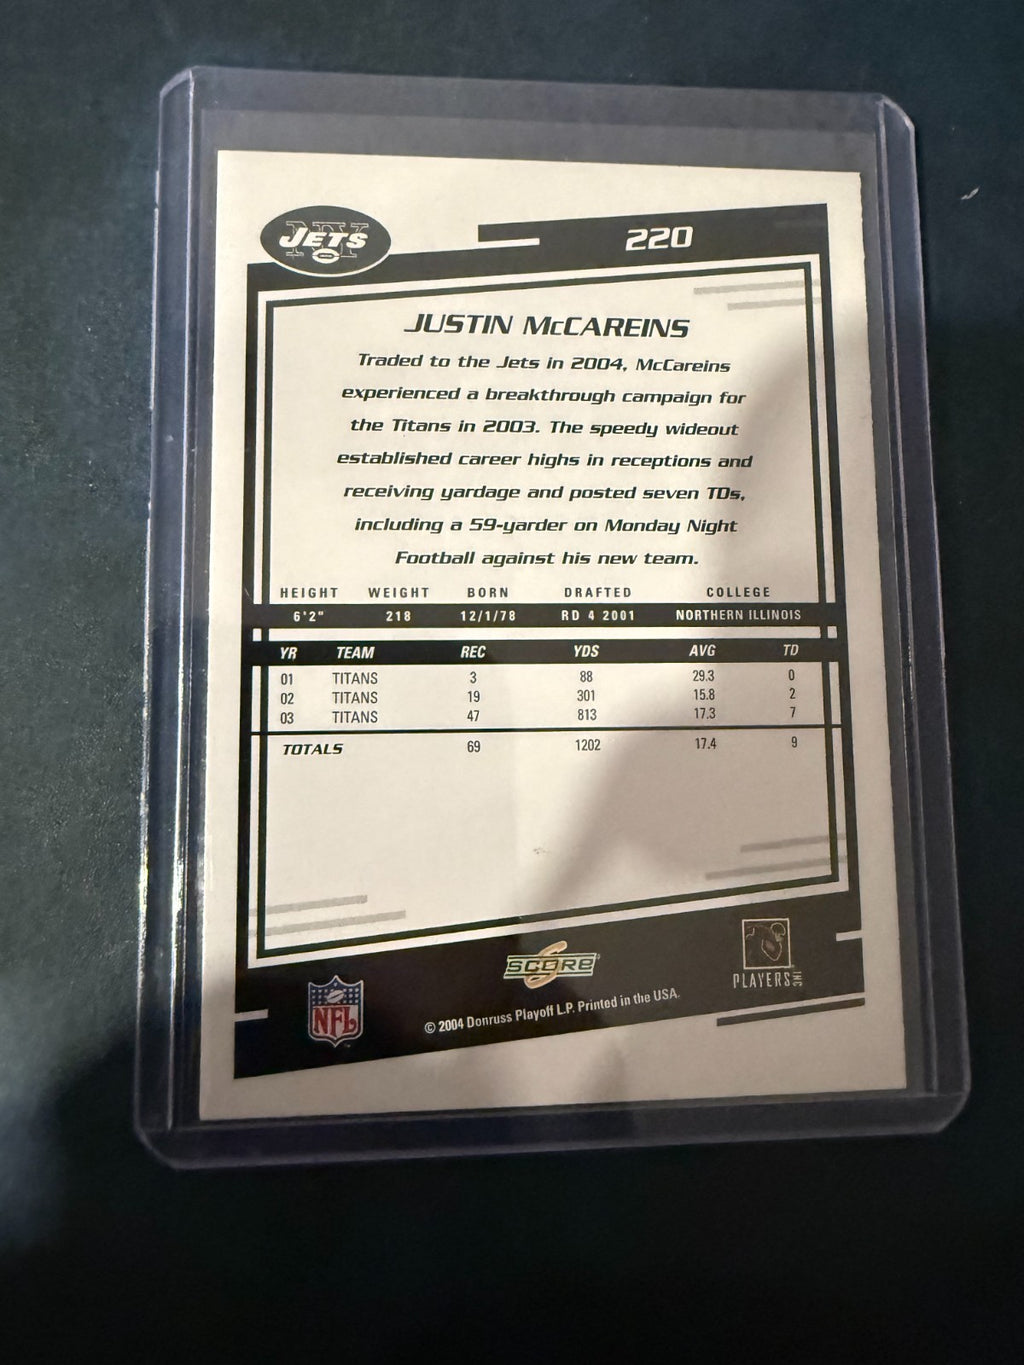 NY JETS
220
JUSTIN McCAREINS
Traded to the Jets in 2004, McCareins
experienced a breakthrough campaign for
the Titans in 2003. The speedy wideout
established career highs in receptions and
receiving yardage and posted seven TDs,
including a 59-yarder on Monday Night
Football against his new team.
HEIGHT WEIGHT BORN DRAFTED COLLEGE
6'2" 218 12/1/78 RD 4 2001 NORTHERN ILLINOIS
YR TEAM REC YDS AVG TD
01 TITANS 3 88 29.3 0
02 TITANS 19 301 15.8 2
03 TITANS 47 813 17.3 7
TOTALS 69 1202 17.4 9
SCORE
PLAYERS INC
NFL
© 2004 Donruss Playoff L.P. Printed in the USA.